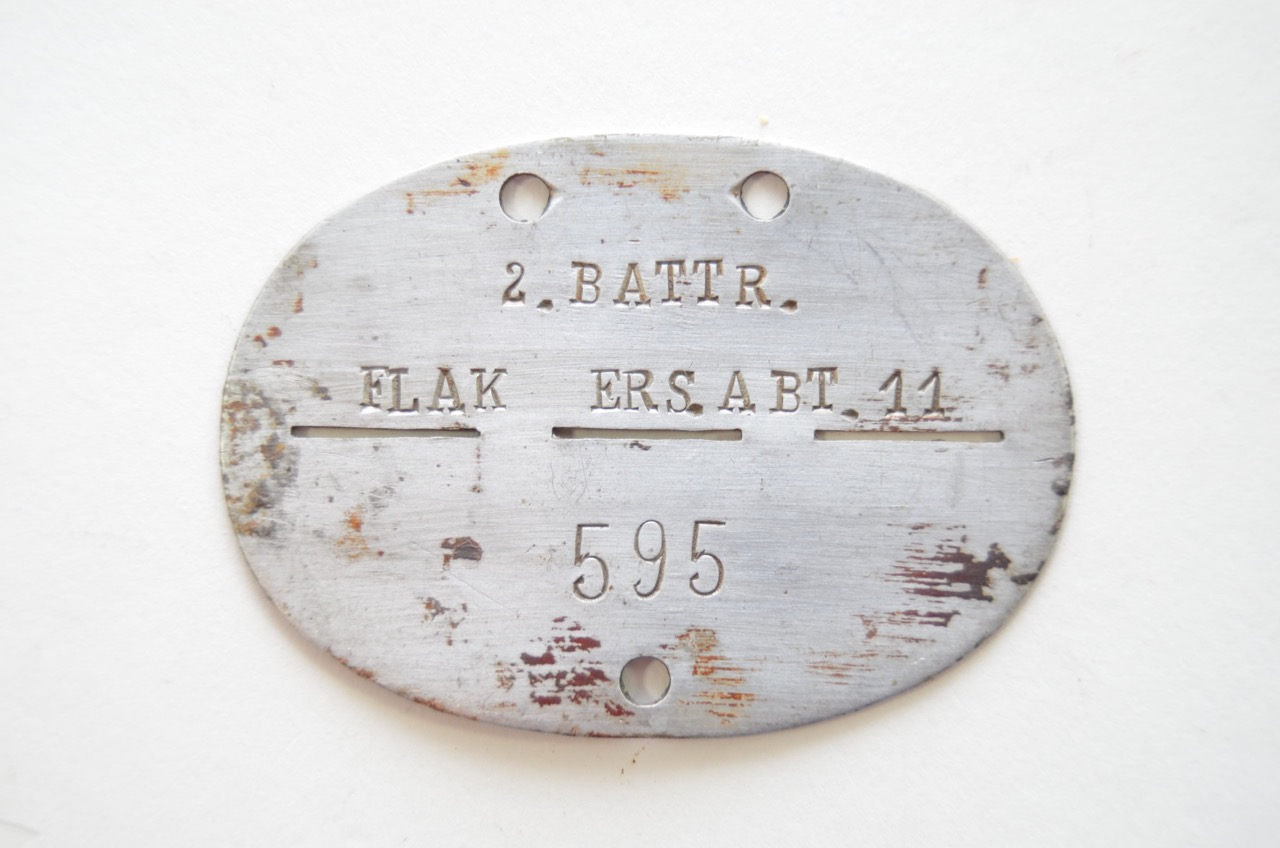 2. BATTR.
FLAK ERS. ABT. 11
595